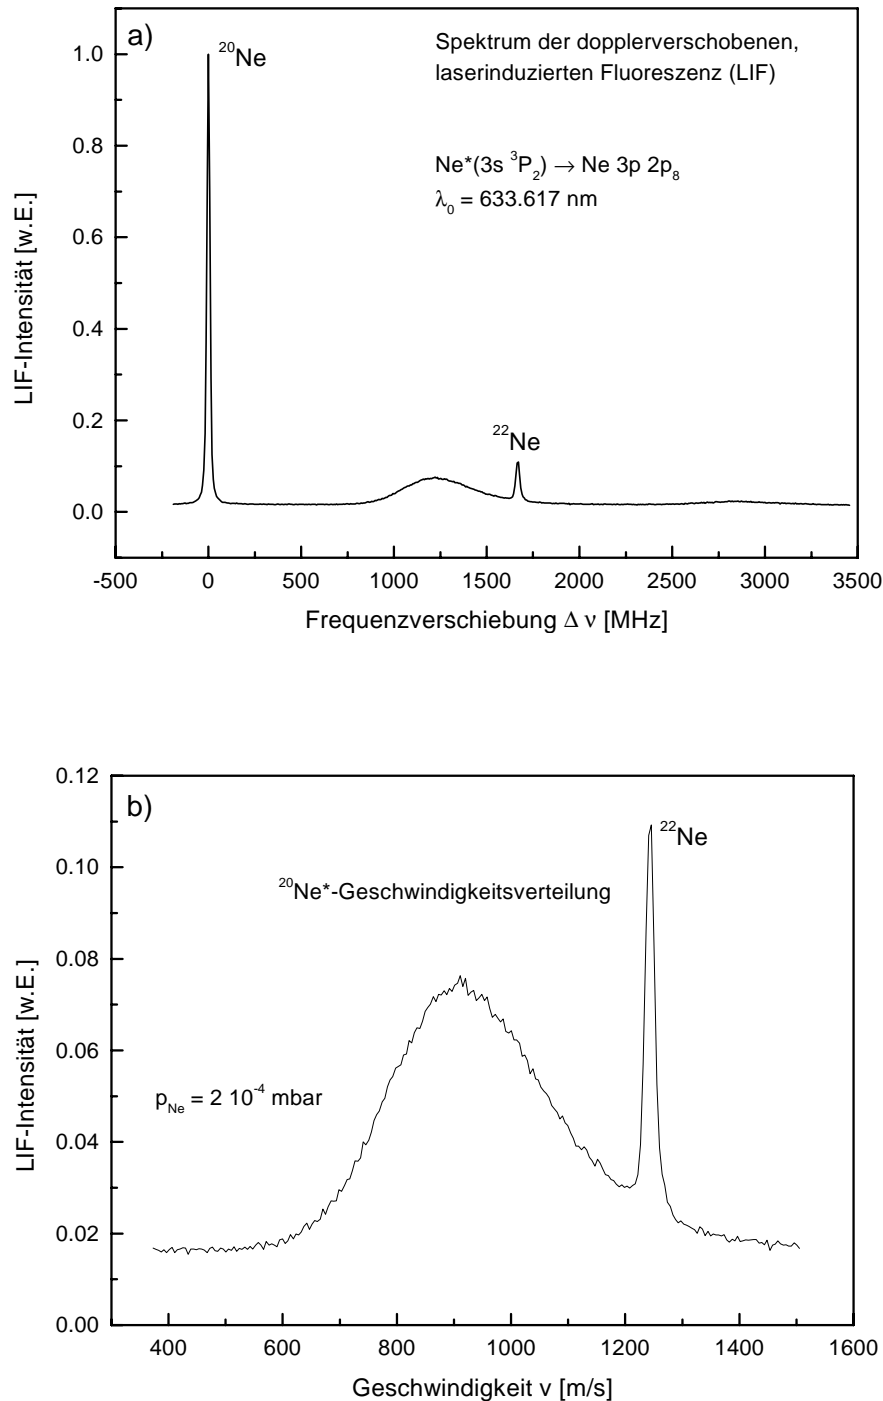 a)
²⁰Ne
Spektrum der dopplerverschobenen,
laserinduzierten Fluoreszenz (LIF)
Ne*(3s ³P₂) → Ne 3p 2p₈
λ₀ = 633.617 nm
²²Ne
LIF-Intensität [w.E.]
1.0
0.8
0.6
0.4
0.2
0.0
-500 0 500 1000 1500 2000 2500 3000 3500
Frequenzverschiebung Δ ν [MHz]
b)
²²Ne
²⁰Ne*-Geschwindigkeitsverteilung
p_Ne = 2 10⁻⁴ mbar
LIF-Intensität [w.E.]
0.12
0.10
0.08
0.06
0.04
0.02
0.00
400 600 800 1000 1200 1400 1600
Geschwindigkeit v [m/s]